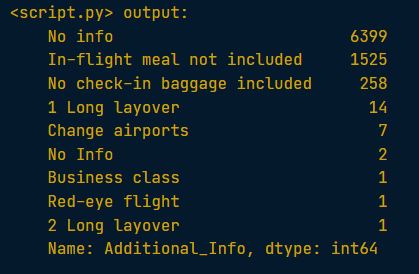 <script.py> output:
No info 6399
In-flight meal not included 1525
No check-in baggage included 258
1 Long layover 14
Change airports 7
No Info 2
Business class 1
Red-eye flight 1
2 Long layover 1
Name: Additional_Info, dtype: int64